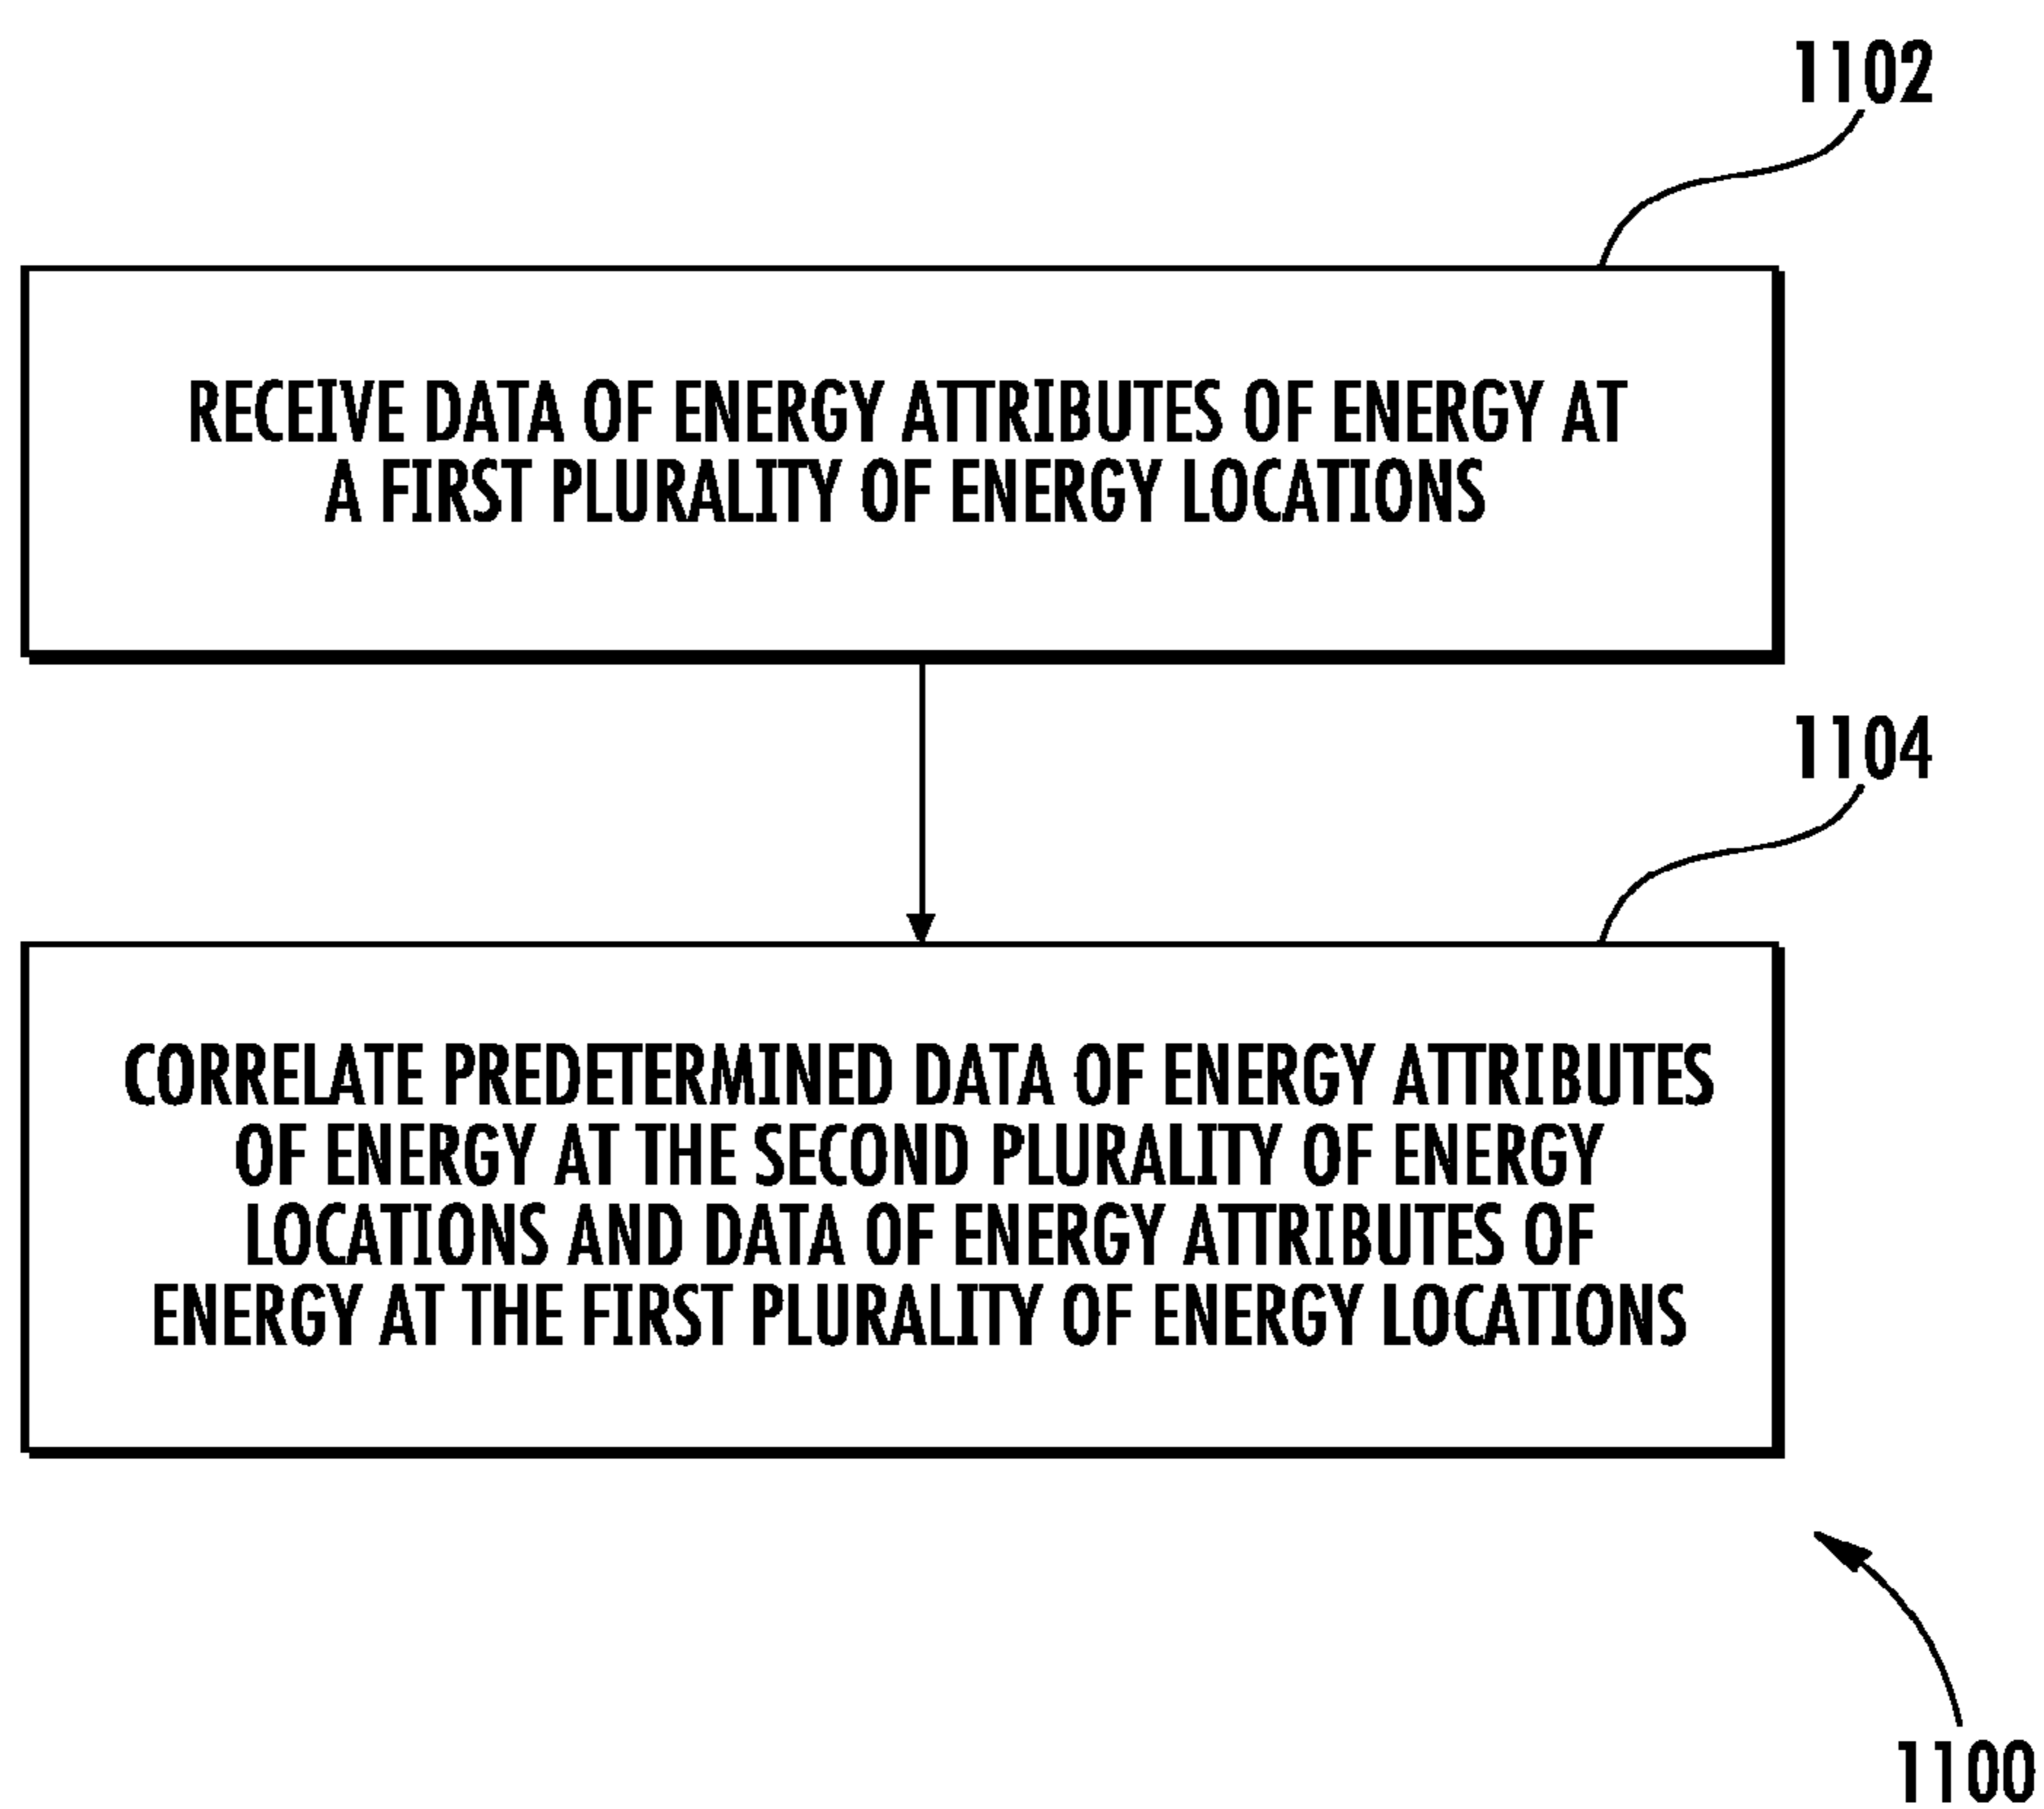 1102
RECEIVE DATA OF ENERGY ATTRIBUTES OF ENERGY AT
A FIRST PLURALITY OF ENERGY LOCATIONS
1104
CORRELATE PREDETERMINED DATA OF ENERGY ATTRIBUTES
OF ENERGY AT THE SECOND PLURALITY OF ENERGY
LOCATIONS AND DATA OF ENERGY ATTRIBUTES OF
ENERGY AT THE FIRST PLURALITY OF ENERGY LOCATIONS
1100